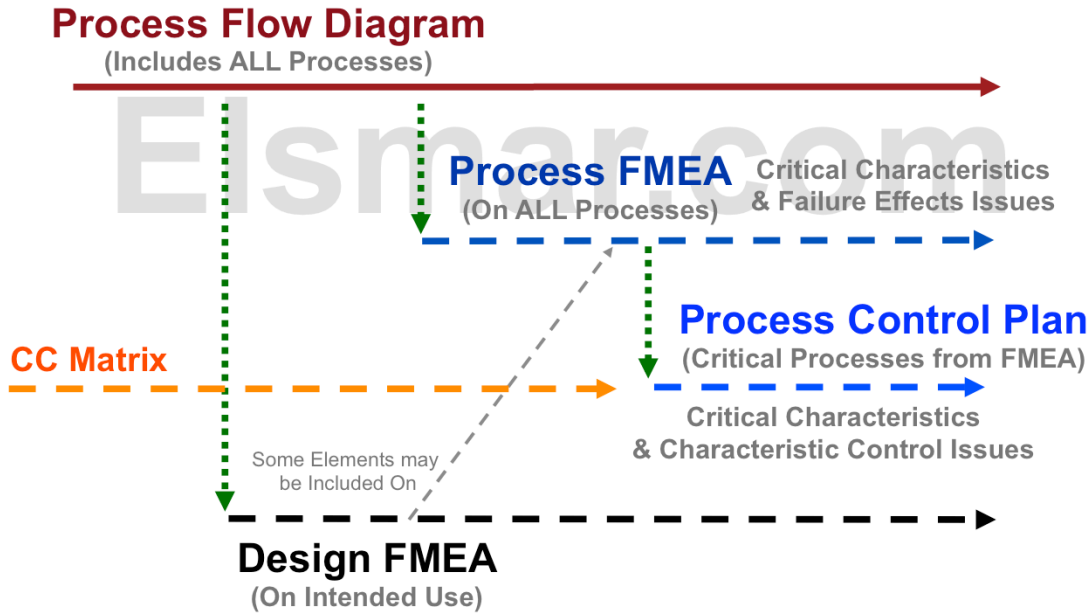 Process Flow Diagram
(Includes ALL Processes)
Elsmar.com
Process FMEA
(On ALL Processes)
Critical Characteristics
& Failure Effects Issues
Process Control Plan
(Critical Processes from FMEA)
CC Matrix
Critical Characteristics
& Characteristic Control Issues
Some Elements may
be Included On
Design FMEA
(On Intended Use)